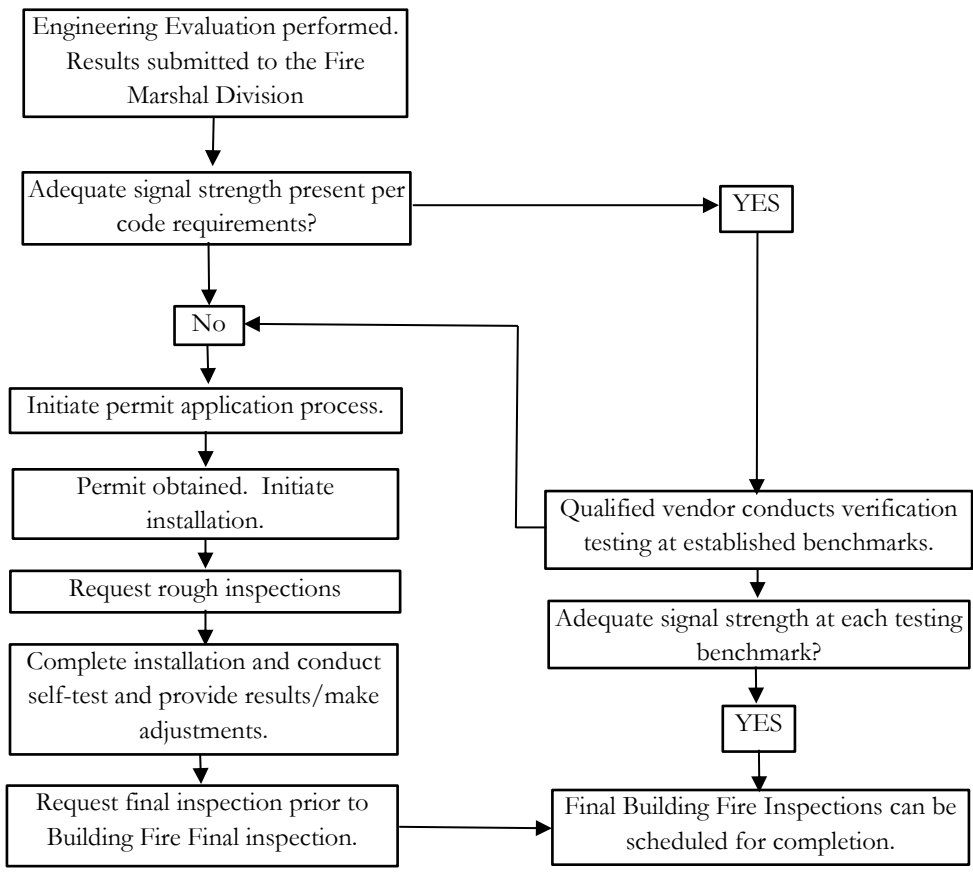 Engineering Evaluation performed.
Results submitted to the Fire
Marshal Division
Adequate signal strength present per
code requirements?
YES
No
Initiate permit application process.
Permit obtained.  Initiate
installation.
Request rough inspections
Complete installation and conduct
self-test and provide results/make
adjustments.
Request final inspection prior to
Building Fire Final inspection.
Qualified vendor conducts verification
testing at established benchmarks.
Adequate signal strength at each testing
benchmark?
YES
Final Building Fire Inspections can be
scheduled for completion.